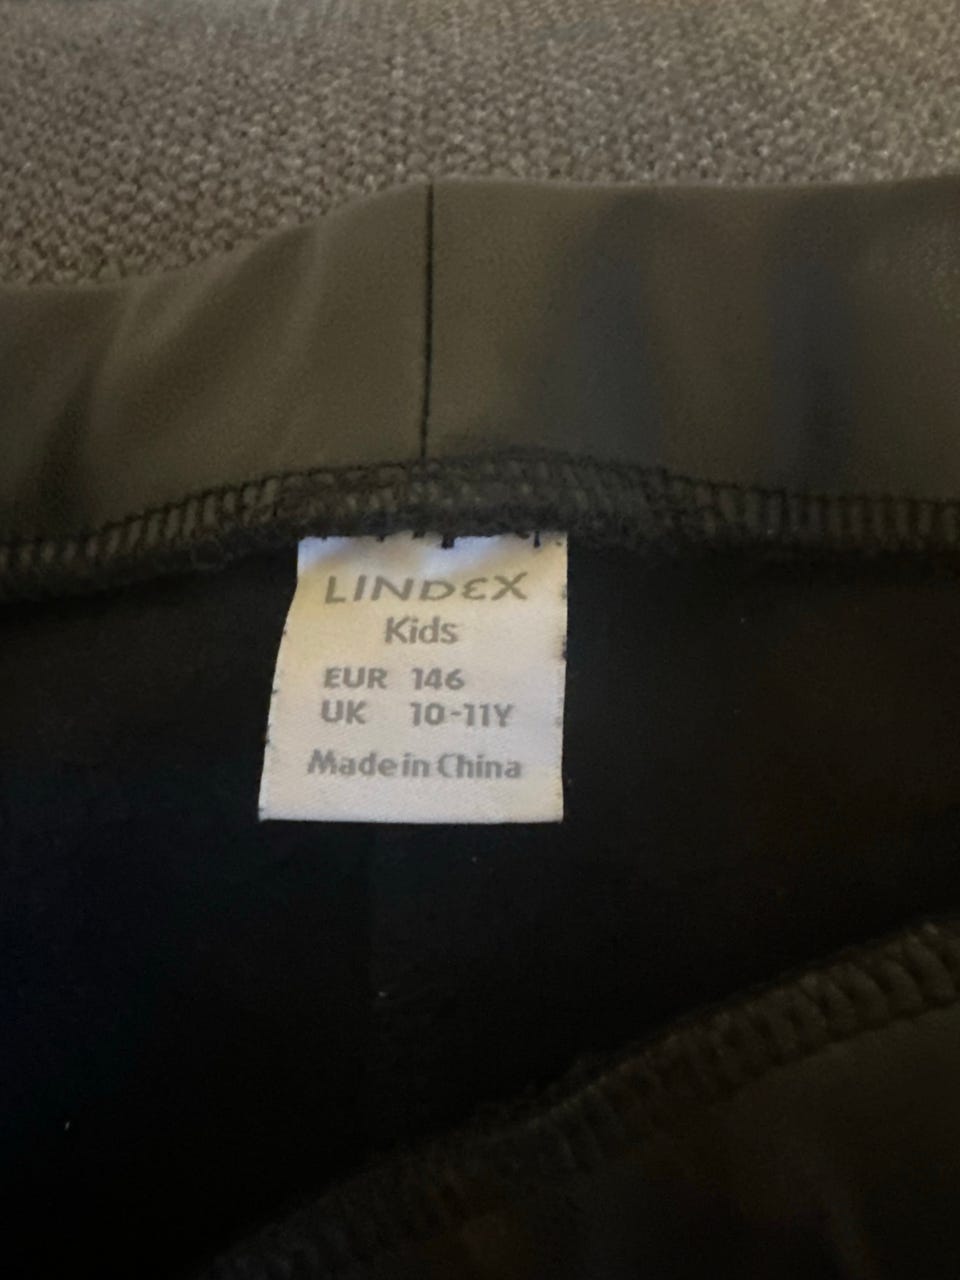 LINDEX
Kids
EUR 146
UK 10-11Y
Made in China